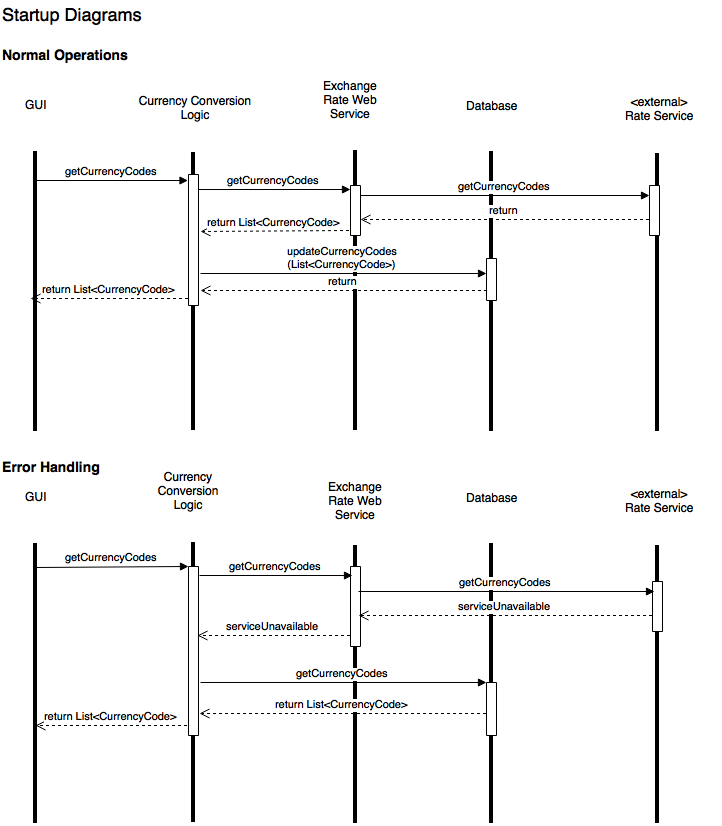 Startup Diagrams
Normal Operations
GUI
Currency Conversion
Logic
Exchange
Rate Web
Service
Database
<external>
Rate Service
getCurrencyCodes
getCurrencyCodes
getCurrencyCodes
return
return List<CurrencyCode>
updateCurrencyCodes
(List<CurrencyCode>)
return
return List<CurrencyCode>
Error Handling
GUI
Currency
Conversion
Logic
Exchange
Rate Web
Service
Database
<external>
Rate Service
getCurrencyCodes
getCurrencyCodes
getCurrencyCodes
serviceUnavailable
serviceUnavailable
getCurrencyCodes
return List<CurrencyCode>
return List<CurrencyCode>